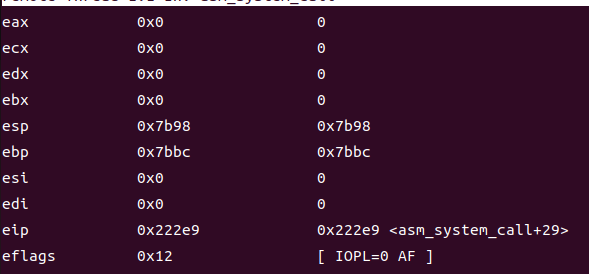 eax 0x0 0
ecx 0x0 0
edx 0x0 0
ebx 0x0 0
esp 0x7b98 0x7b98
ebp 0x7bbc 0x7bbc
esi 0x0 0
edi 0x0 0
eip 0x222e9 0x222e9 <asm_system_call+29>
eflags 0x12 [ IOPL=0 AF ]